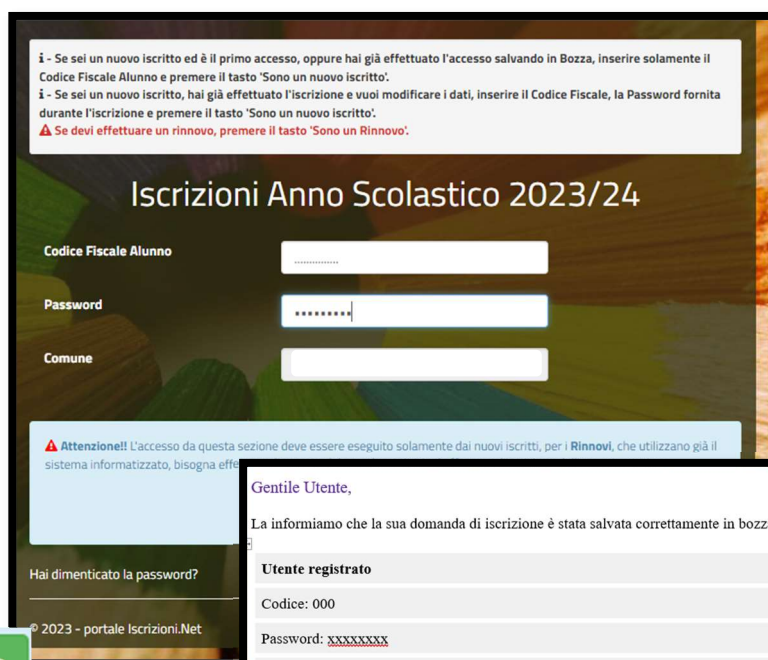 i - Se sei un nuovo iscritto ed è il primo accesso, oppure hai già effettuato l'accesso salvando in Bozza, inserire solamente il
Codice Fiscale Alunno e premere il tasto 'Sono un nuovo iscritto'.
i - Se sei un nuovo iscritto, hai già effettuato l'iscrizione e vuoi modificare i dati, inserire il Codice Fiscale, la Password fornita
durante l'iscrizione e premere il tasto 'Sono un nuovo iscritto'.
Se devi effettuare un rinnovo, premere il tasto 'Sono un Rinnovo'.
Iscrizioni Anno Scolastico 2023/24
Codice Fiscale Alunno
Password
Comune
Attenzione!! L'accesso da questa sezione deve essere eseguito solamente dai nuovi iscritti, per i Rinnovi, che utilizzano già il
sistema informatizzato, bisogna effe
Hai dimenticato la password?
© 2023 - portale Iscrizioni.Net
Gentile Utente,
La informiamo che la sua domanda di iscrizione è stata salvata correttamente in bozz
Utente registrato
Codice: 000
Password: xxxxxxxx